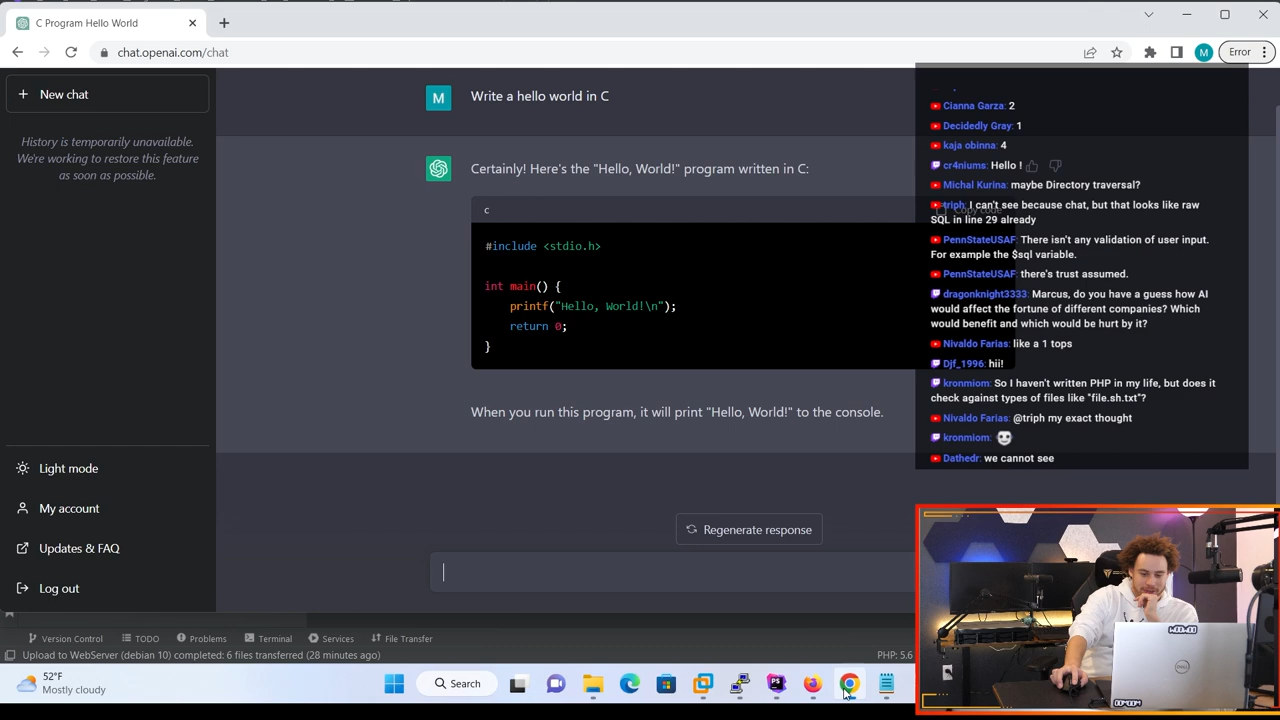 C Program Hello World
chat.openai.com/chat
M
Error
New chat
History is temporarily unavailable.
We're working to restore this feature
as soon as possible.
Light mode
My account
Updates & FAQ
Log out
M
Write a hello world in C
Certainly! Here's the "Hello, World!" program written in C:
c
Copy code
#include <stdio.h>
int main() {
printf("Hello, World!\n");
return 0;
}
When you run this program, it will print "Hello, World!" to the console.
Regenerate response
Cianna Garza: 2
Decidedly Gray: 1
kaja obinna: 4
cr4niums: Hello !
Michal Kurina: maybe Directory traversal?
triph: I can't see because chat, but that looks like raw
SQL in line 29 already
PennStateUSAF: There isn't any validation of user input.
For example the $sql variable.
PennStateUSAF: there's trust assumed.
dragonknight3333: Marcus, do you have a guess how AI
would affect the fortune of different companies? Which
would benefit and which would be hurt by it?
Nivaldo Farias: like a 1 tops
Djf_1996: hii!
kronmiom: So I haven't written PHP in my life, but does it
check against types of files like "file.sh.txt"?
Nivaldo Farias: @triph my exact thought
kronmiom:
Dathedr: we cannot see
Version Control
TODO
Problems
Terminal
Services
File Transfer
Upload to WebServer (debian 10) completed: 6 files transferred (28 minutes ago)
PHP: 5.6
52°F
Mostly cloudy
Search
PS
DELL